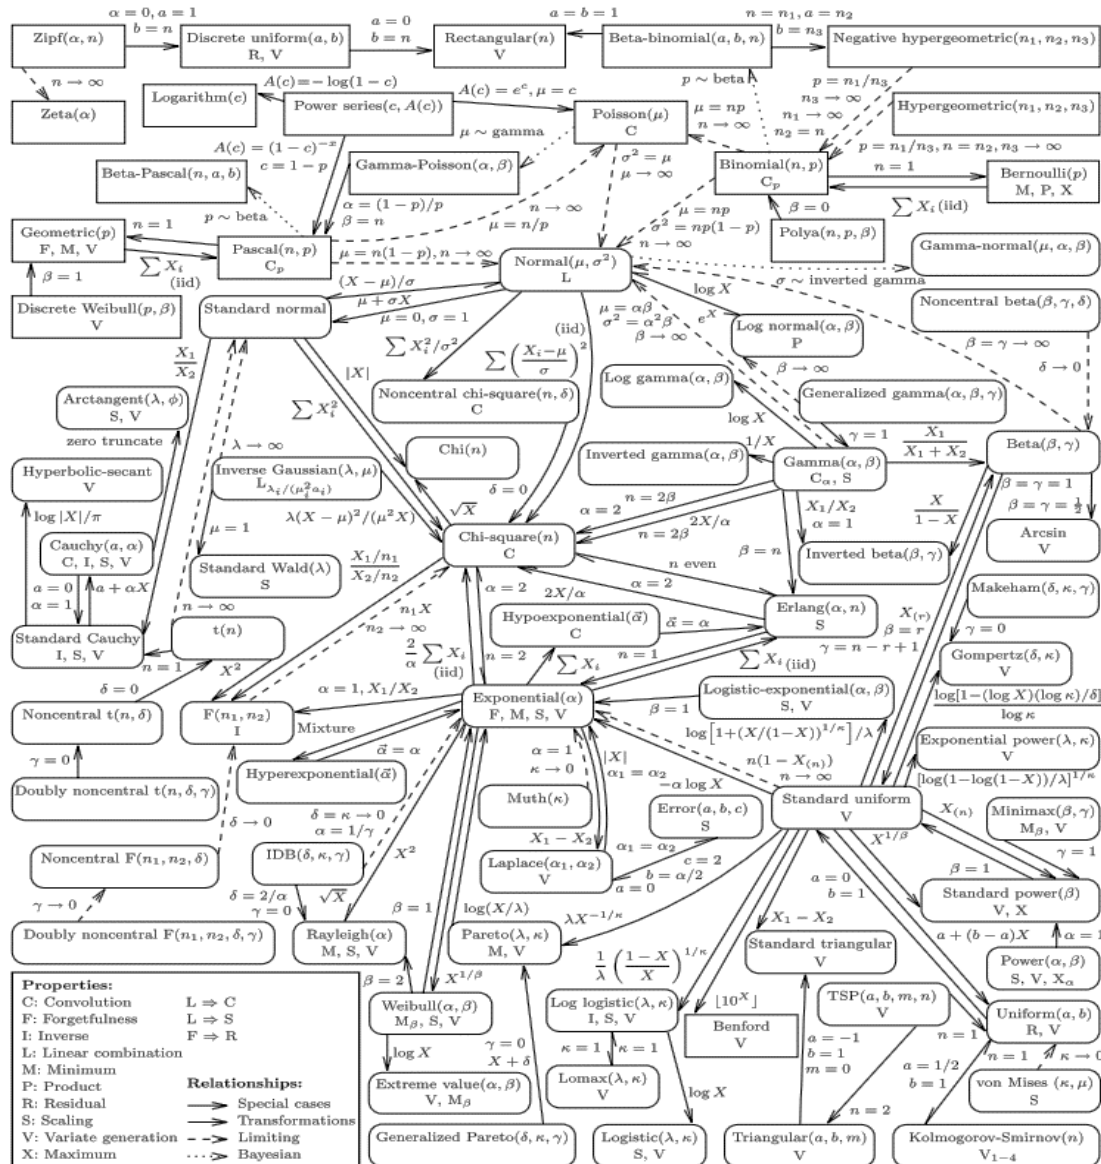 α = 0, a = 1
b = n
a = 0
b = n
a = b = 1
n = n₁, a = n₂
b = n₃
Zipf(α, n)
Discrete uniform(a, b)
R, V
Rectangular(n)
V
Beta-binomial(a, b, n)
Negative hypergeometric(n₁, n₂, n₃)
n → ∞
A(c) = −log(1 − c)
A(c) = eᶜ, μ = c
p ∼ beta
p = n₁/n₃
n₃ → ∞
n₁ → ∞
n₂ = n
Zeta(α)
Logarithm(c)
Power series(c, A(c))
Poisson(μ)
C
μ = np
n → ∞
Hypergeometric(n₁, n₂, n₃)
A(c) = (1 − c)⁻ˣ
c = 1 − p
μ ∼ gamma
σ² = μ
μ → ∞
p = n₁/n₃, n = n₂, n₃ → ∞
Beta-Pascal(n, a, b)
Gamma-Poisson(α, β)
Binomial(n, p)
Cₚ
n = 1
Bernoulli(p)
M, P, X
∑ Xᵢ (iid)
p ∼ beta
α = (1 − p)/p
β = n
n → ∞
μ = n/p
μ = np
σ² = np(1 − p)
n → ∞
β = 0
Polya(n, p, β)
Geometric(p)
F, M, V
n = 1
∑ Xᵢ
(iid)
Pascal(n, p)
Cₚ
μ = n(1 − p), n → ∞
Normal(μ, σ²)
L
Gamma-normal(μ, α, β)
σ ∼ inverted gamma
β = 1
Discrete Weibull(p, β)
V
Standard normal
(X − μ)/σ
μ + σX
μ = 0, σ = 1
(iid)
μ = αβ
σ² = α²β
β → ∞
log X
eˣ
Log normal(α, β)
P
Noncentral beta(β, γ, δ)
β = γ → ∞
δ → 0
X₁
X₂
|X|
∑ Xᵢ²
∑ Xᵢ²/σ²
∑ ((Xᵢ − μ)/σ)²
β → ∞
Log gamma(α, β)
Generalized gamma(α, β, γ)
Arctangent(λ, φ)
S, V
zero truncate
Noncentral chi-square(n, δ)
C
log X
γ = 1
X₁
X₁ + X₂
Beta(β, γ)
λ → ∞
Hyperbolic-secant
V
Inverse Gaussian(λ, μ)
Chi(n)
δ = 0
Inverted gamma(α, β)
1/X
Gamma(α, β)
Cα, S
β = γ = 1
β = γ = ½
log |X|/π
μ = 1
λ(X − μ)²/(μ²X)
√X
α = 2
n = 2β
2X/α
n = 2β
X₁/X₂
α = 1
X
1 − X
Arcsin
V
Cauchy(a, α)
C, I, S, V
Standard Wald(λ)
S
X₁/n₁
X₂/n₂
Chi-square(n)
C
β = n
Inverted beta(β, γ)
a = 0
α = 1
a + αX
n → ∞
n₁X
n₂ → ∞
α = 2
2X/α
n even
α = 2
Makeham(δ, κ, γ)
Standard Cauchy
I, S, V
t(n)
n = 1
X²
Hypoexponential(α⃗)
C
α⃗ = α
Erlang(α, n)
S
X₍ᵣ₎
β = r
γ = n − r + 1
γ = 0
Gompertz(δ, κ)
V
2/α ∑ Xᵢ
(iid)
n = 2
∑ Xᵢ
n = 1
∑ Xᵢ (iid)
log[1−(log X)(log κ)/δ]
log κ
δ = 0
Noncentral t(n, δ)
F(n₁, n₂)
I
α = 1, X₁/X₂
Mixture
Exponential(α)
F, M, S, V
β = 1
Logistic-exponential(α, β)
S, V
log[1+(X/(1−X))^1/κ]/λ
Exponential power(λ, κ)
V
[log(1−log(1−X))/λ]^1/κ
γ = 0
Doubly noncentral t(n, δ, γ)
Hyperexponential(α⃗)
α⃗ = α
α = 1
κ → 0
|X|
α₁ = α₂
n(1 − X₍ₙ₎)
n → ∞
−α log X
Standard uniform
V
X₍ₙ₎
Minimax(β, γ)
Mᵦ, V
δ → 0
δ = κ → 0
α = 1/γ
Muth(κ)
X₁ − X₂
Error(a, b, c)
S
X^1/β
β = 1
γ = 1
Noncentral F(n₁, n₂, δ)
IDB(δ, κ, γ)
X²
Laplace(α₁, α₂)
V
α₁ = α₂
c = 2
b = α/2
a = 0
a = 0
b = 1
Standard power(β)
V, X
γ → 0
Doubly noncentral F(n₁, n₂, δ, γ)
δ = 2/α
γ = 0
√X
Rayleigh(α)
M, S, V
β = 1
log(X/λ)
Pareto(λ, κ)
M, V
λX^−1/κ
X₁ − X₂
Standard triangular
V
a + (b − a)X
α = 1
Power(α, β)
S, V, Xα
β = 2
X^1/β
1/λ ((1 − X)/X)^1/κ
Weibull(α, β)
Mᵦ, S, V
Log logistic(λ, κ)
I, S, V
⌊10ˣ⌋
Benford
V
TSP(a, b, m, n)
V
Uniform(a, b)
R, V
n = 1
log X
γ = 0
X + δ
κ = 1
κ = 1
a = −1
b = 1
m = 0
a = 1/2
b = 1
n = 1
κ → 0
Extreme value(α, β)
V, Mᵦ
Lomax(λ, κ)
V
log X
n = 2
von Mises (κ, μ)
S
Generalized Pareto(δ, κ, γ)
Logistic(λ, κ)
S, V
Triangular(a, b, m)
V
Kolmogorov-Smirnov(n)
V₁₋₄
Properties:
C: Convolution L ⇒ C
F: Forgetfulness L ⇒ S
I: Inverse F ⇒ R
L: Linear combination
M: Minimum
P: Product
R: Residual Relationships:
S: Scaling Special cases
Transformations
V: Variate generation Limiting
X: Maximum Bayesian